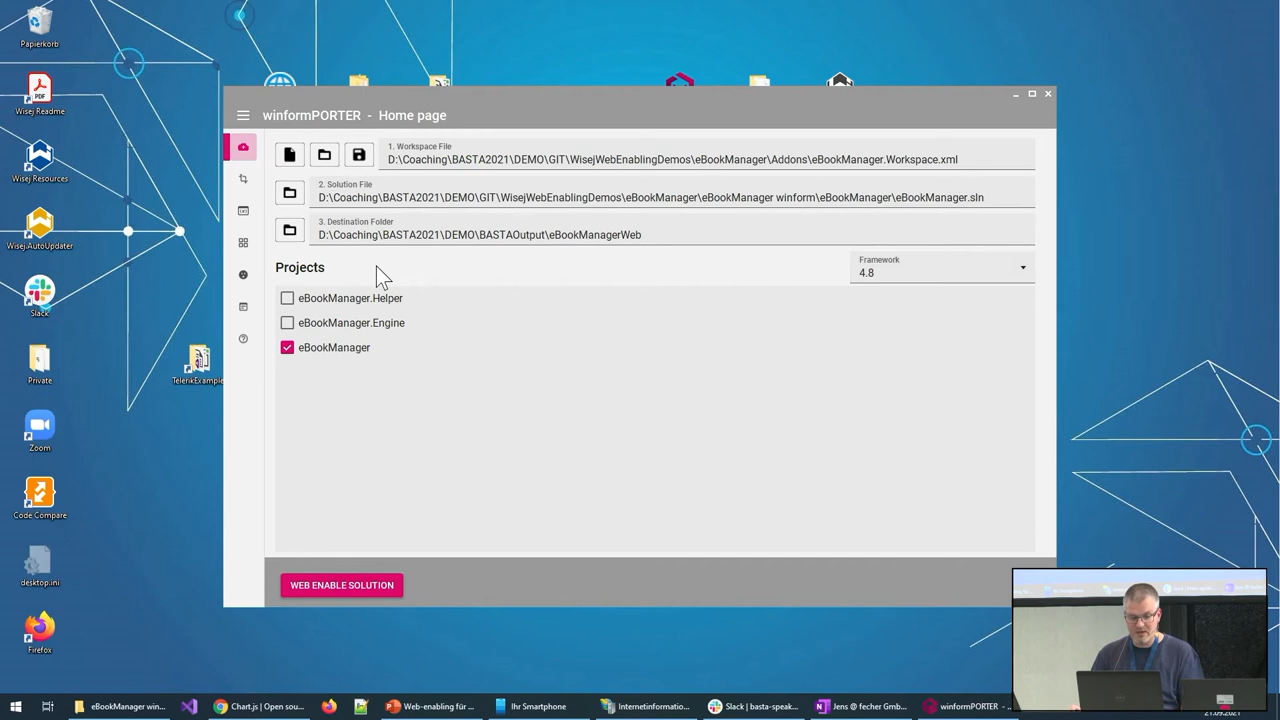 Papierkorb
Wisej Readme
Wisej Resources
Wisej.AutoUpdater
Slack
Private
Zoom
Code Compare
desktop.ini
Firefox
TelerikExample
winformPORTER - Home page
1. Workspace File
D:\Coaching\BASTA2021\DEMO\GIT\WisejWebEnablingDemos\eBookManager\Addons\eBookManager.Workspace.xml
2. Solution File
D:\Coaching\BASTA2021\DEMO\GIT\WisejWebEnablingDemos\eBookManager\eBookManager winform\eBookManager\eBookManager.sln
3. Destination Folder
D:\Coaching\BASTA2021\DEMO\BASTAOutput\eBookManagerWeb
Projects
Framework
4.8
eBookManager.Helper
eBookManager.Engine
eBookManager
WEB ENABLE SOLUTION
eBookManager win...
Chart.js | Open sou...
Web-enabling für ...
Ihr Smartphone
Internetinformatio...
Slack | basta-speak...
Jens @ fecher Gmb...
winformPORTER - ...
21.09.2021